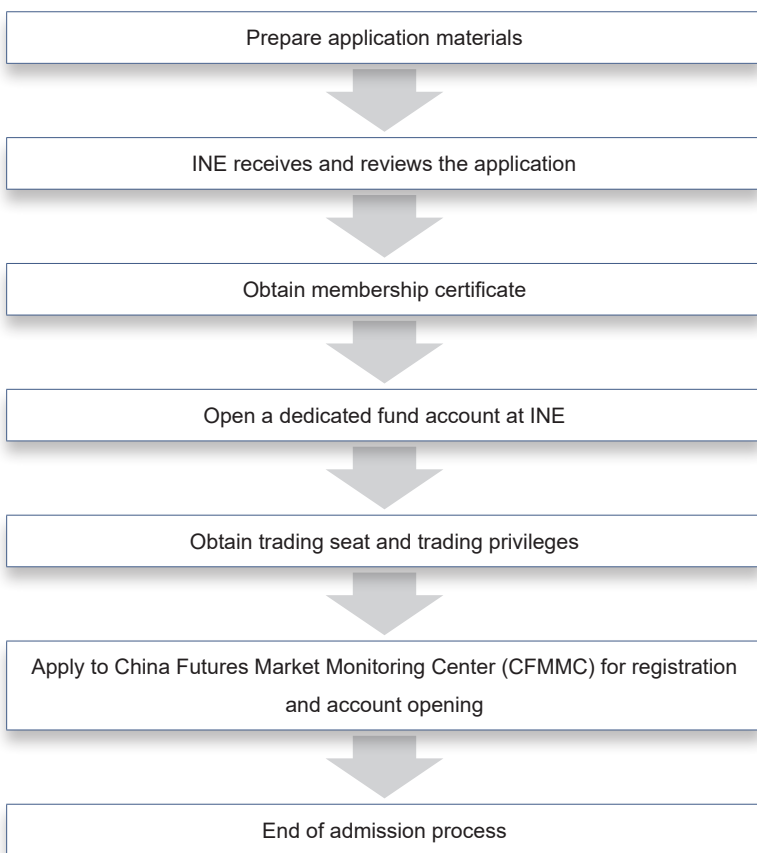 Prepare application materials
INE receives and reviews the application
Obtain membership certificate
Open a dedicated fund account at INE
Obtain trading seat and trading privileges
Apply to China Futures Market Monitoring Center (CFMMC) for registration
and account opening
End of admission process